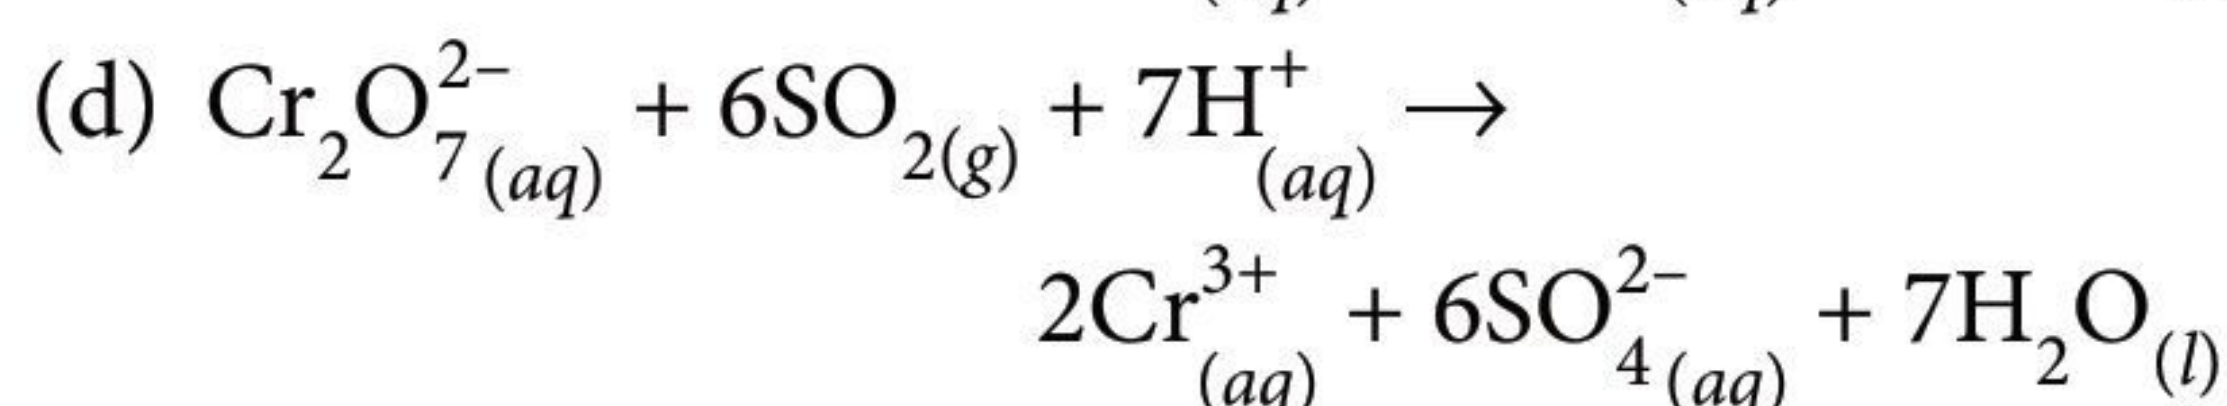 (d) Cr₂O₇²⁻(aq) + 6SO₂(g) + 7H⁺(aq) →
2Cr³⁺(aq) + 6SO₄²⁻(aq) + 7H₂O(l)